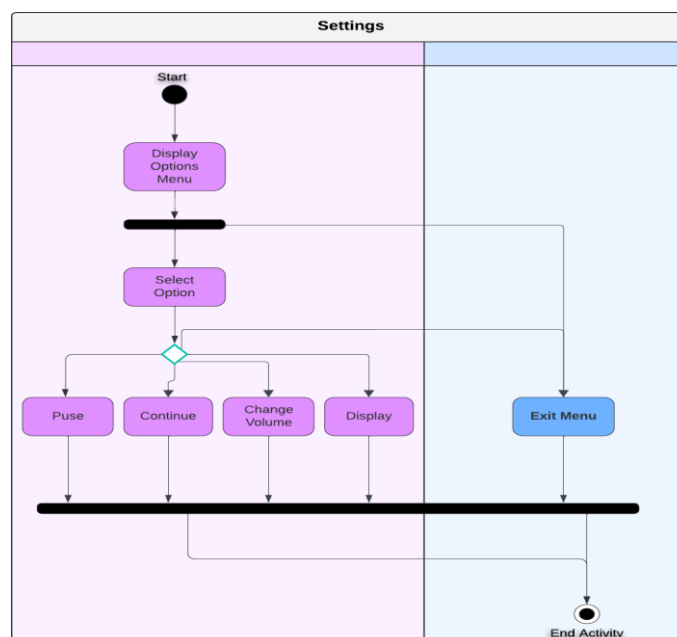 Settings
Start
Display
Options
Menu
Select
Option
Puse
Continue
Change
Volume
Display
Exit Menu
End Activity